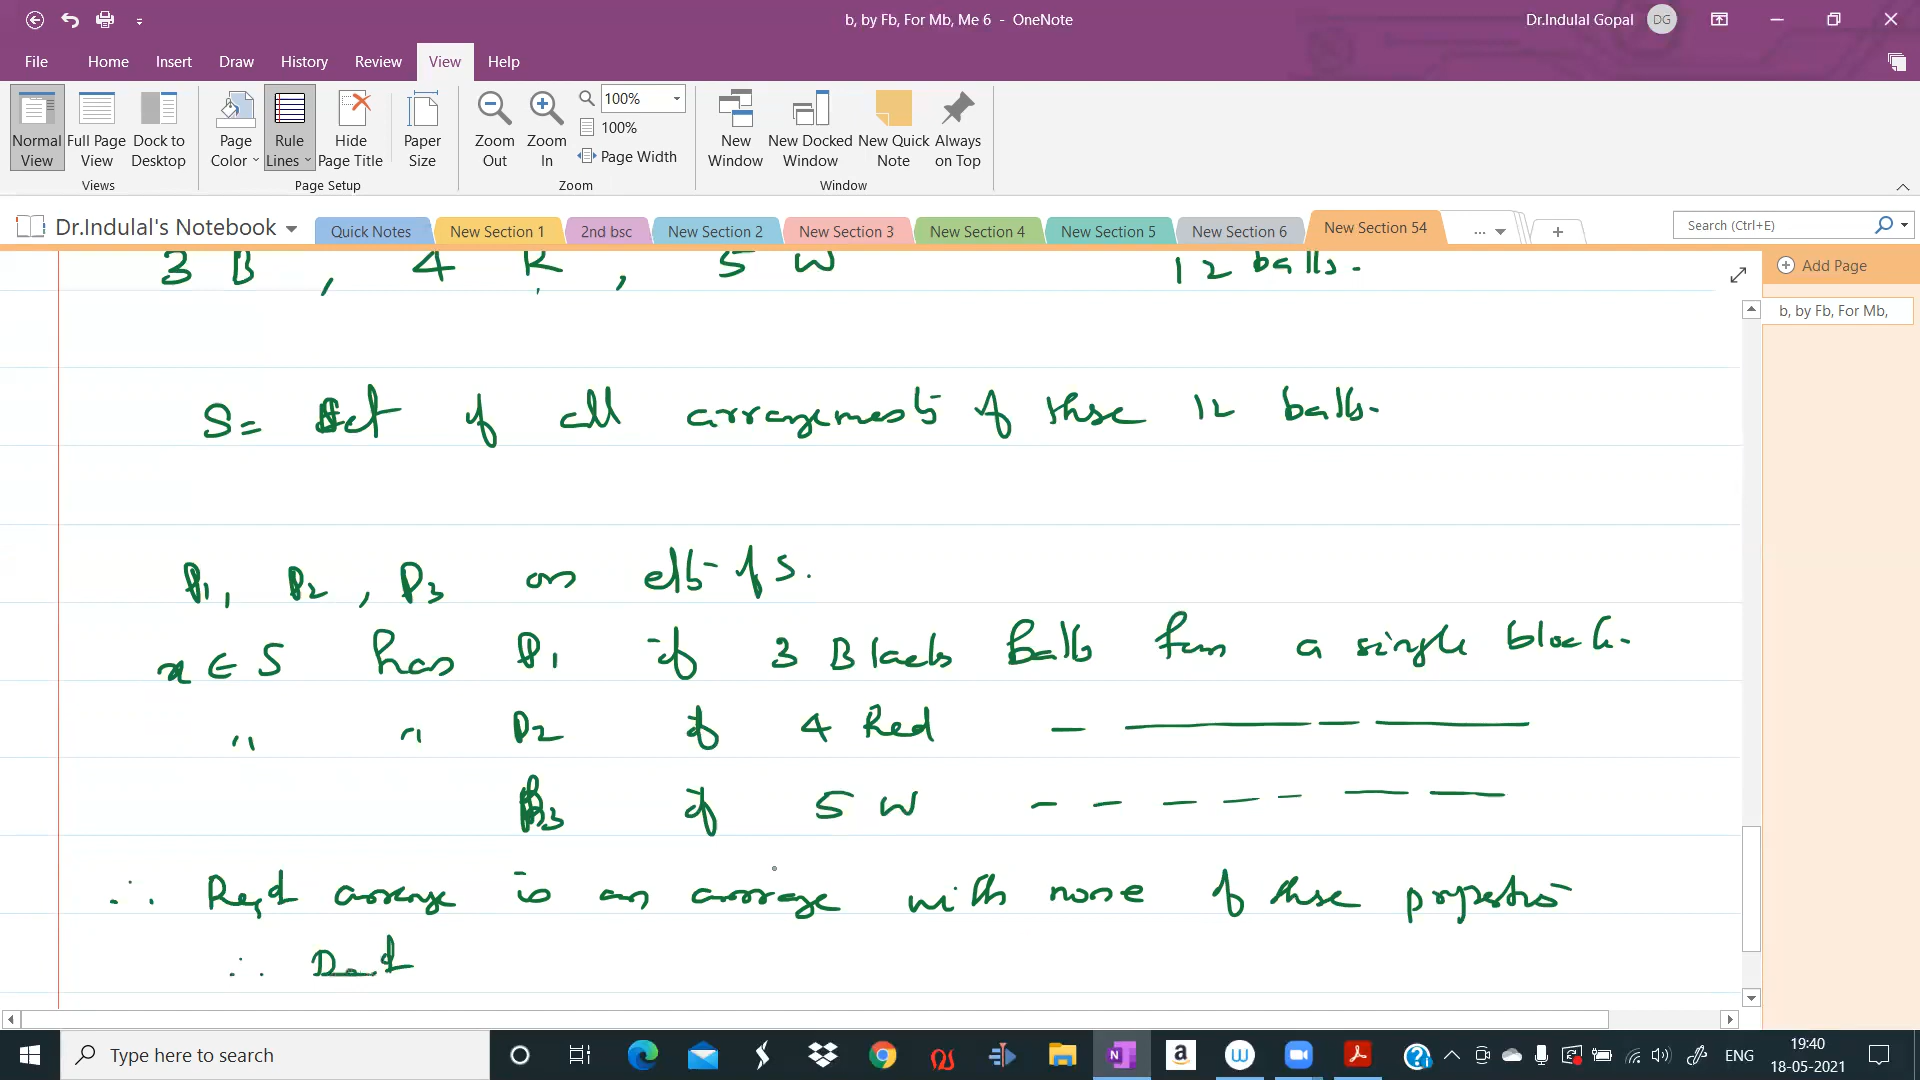 b, by Fb, For Mb, Me 6 - OneNote
Dr.Indulal Gopal DG
File Home Insert Draw History Review View Help
100%
100%
Page Width
Normal View
Full Page View
Dock to Desktop
Page Color
Rule Lines
Hide Page Title
Paper Size
Zoom Out
Zoom In
New Window
New Docked Window
New Quick Note
Always on Top
Views Page Setup Zoom Window
Dr.Indulal's Notebook Quick Notes New Section 1 2nd bsc New Section 2 New Section 3 New Section 4 New Section 5 New Section 6 New Section 54 ... + Search (Ctrl+E)
Add Page
b, by Fb, For Mb,
3 B , 4 R , 5 W 12 balls.
S = Set of all arrangements of these 12 balls.
P1, P2, P3 on elts of S.
x ∈ S has P1 if 3 Black Balls form a single block.
" " P2 if 4 Red — — — —
P3 if 5 W - - - - - - -
∴ Reqd arrange is an arrange with none of these properties
∴
Type here to search
ENG
19:40
18-05-2021